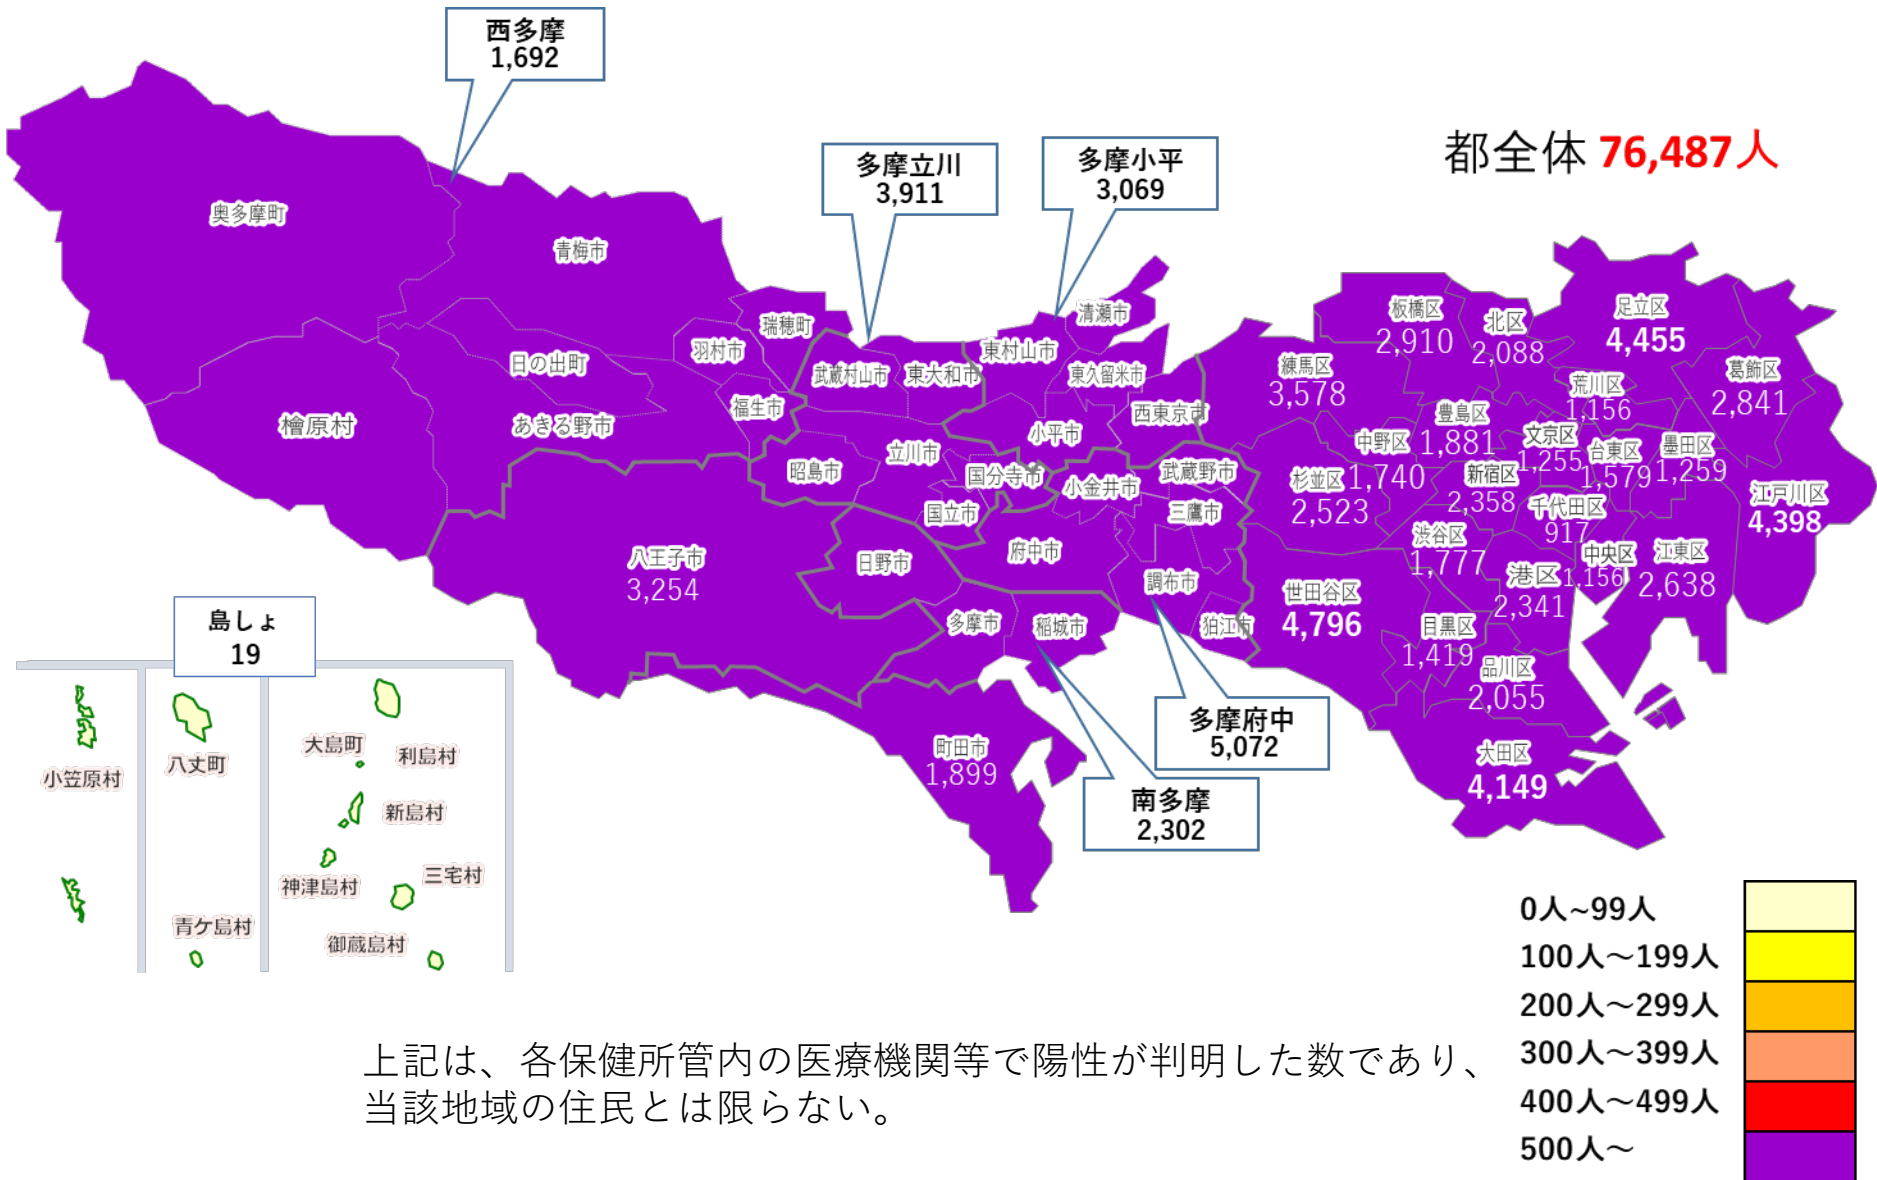 西多摩
1,692
多摩立川
3,911
多摩小平
3,069
都全体 76,487人
奥多摩町
青梅市
瑞穂町
羽村市
日の出町
福生市
檜原村
あきる野市
武蔵村山市
東大和市
東村山市
清瀬市
東久留米市
西東京市
小平市
立川市
昭島市
国分寺市
国立市
小金井市
武蔵野市
三鷹市
府中市
調布市
狛江市
八王子市
3,254
日野市
多摩市
稲城市
町田市
1,899
多摩府中
5,072
南多摩
2,302
板橋区
2,910
北区
2,088
足立区
4,455
練馬区
3,578
荒川区
1,156
葛飾区
2,841
豊島区
1,881
中野区
1,740
文京区
1,255
台東区
1,579
墨田区
1,259
杉並区
2,523
新宿区
2,358
千代田区
917
江戸川区
4,398
渋谷区
1,777
港区
2,341
中央区
1,156
江東区
2,638
世田谷区
4,796
目黒区
1,419
品川区
2,055
大田区
4,149
島しょ
19
小笠原村
八丈町
青ケ島村
大島町
利島村
新島村
神津島村
三宅村
御蔵島村
0人~99人
100人～199人
200人～299人
300人～399人
400人～499人
500人～
上記は、各保健所管内の医療機関等で陽性が判明した数であり、
当該地域の住民とは限らない。